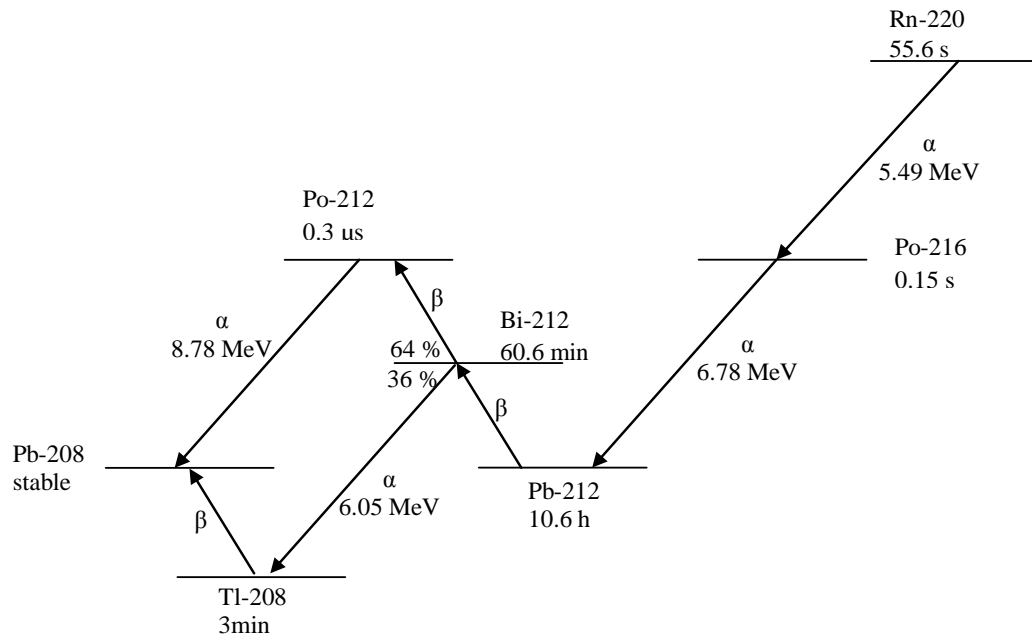 Rn-220
55.6 s
α
5.49 MeV
Po-212
0.3 us
Po-216
0.15 s
β
Bi-212
60.6 min
64 %
36 %
α
8.78 MeV
α
6.78 MeV
β
Pb-208
stable
α
6.05 MeV
Pb-212
10.6 h
β
Tl-208
3min